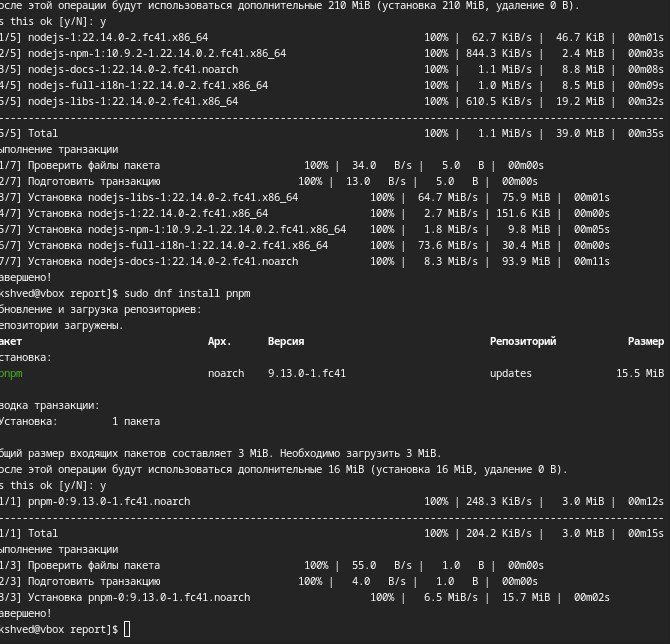 осле этой операции будут использоваться дополнительные 210 MiB (установка 210 MiB, удаление 0 B).
s this ok [y/N]: y
1/5] nodejs-1:22.14.0-2.fc41.x86_64 100% | 62.7 KiB/s | 46.7 KiB | 00m01s
2/5] nodejs-npm-1:10.9.2-1.22.14.0.2.fc41.x86_64 100% | 844.3 KiB/s | 2.4 MiB | 00m03s
3/5] nodejs-docs-1:22.14.0-2.fc41.noarch 100% | 1.1 MiB/s | 8.8 MiB | 00m08s
4/5] nodejs-full-i18n-1:22.14.0-2.fc41.x86_64 100% | 1.0 MiB/s | 8.5 MiB | 00m09s
5/5] nodejs-libs-1:22.14.0-2.fc41.x86_64 100% | 610.5 KiB/s | 19.2 MiB | 00m32s
--------------------------------------------------------------------------------
5/5] Total 100% | 1.1 MiB/s | 39.0 MiB | 00m35s
ыполнение транзакции
1/7] Проверить файлы пакета 100% | 34.0 B/s | 5.0 B | 00m00s
2/7] Подготовить транзакцию 100% | 13.0 B/s | 5.0 B | 00m00s
3/7] Установка nodejs-libs-1:22.14.0-2.fc41.x86_64 100% | 64.7 MiB/s | 75.9 MiB | 00m01s
4/7] Установка nodejs-1:22.14.0-2.fc41.x86_64 100% | 2.7 MiB/s | 151.6 KiB | 00m00s
5/7] Установка nodejs-npm-1:10.9.2-1.22.14.0.2.fc41.x86_64 100% | 1.8 MiB/s | 9.8 MiB | 00m05s
6/7] Установка nodejs-full-i18n-1:22.14.0-2.fc41.x86_64 100% | 73.6 MiB/s | 30.4 MiB | 00m00s
7/7] Установка nodejs-docs-1:22.14.0-2.fc41.noarch 100% | 8.3 MiB/s | 93.9 MiB | 00m11s
авершено!
kshved@vbox report]$ sudo dnf install pnpm
бновление и загрузка репозиториев:
епозитории загружены.
акет Арх. Версия Репозиторий Размер
становка:
pnpm noarch 9.13.0-1.fc41 updates 15.5 MiB
водка транзакции:
Установка: 1 пакета
бщий размер входящих пакетов составляет 3 MiB. Необходимо загрузить 3 MiB.
осле этой операции будут использоваться дополнительные 16 MiB (установка 16 MiB, удаление 0 B).
s this ok [y/N]: y
1/1] pnpm-0:9.13.0-1.fc41.noarch 100% | 248.3 KiB/s | 3.0 MiB | 00m12s
--------------------------------------------------------------------------------
1/1] Total 100% | 204.2 KiB/s | 3.0 MiB | 00m15s
ыполнение транзакции
1/3] Проверить файлы пакета 100% | 55.0 B/s | 1.0 B | 00m00s
2/3] Подготовить транзакцию 100% | 4.0 B/s | 1.0 B | 00m00s
3/3] Установка pnpm-0:9.13.0-1.fc41.noarch 100% | 6.5 MiB/s | 15.7 MiB | 00m02s
авершено!
kshved@vbox report]$